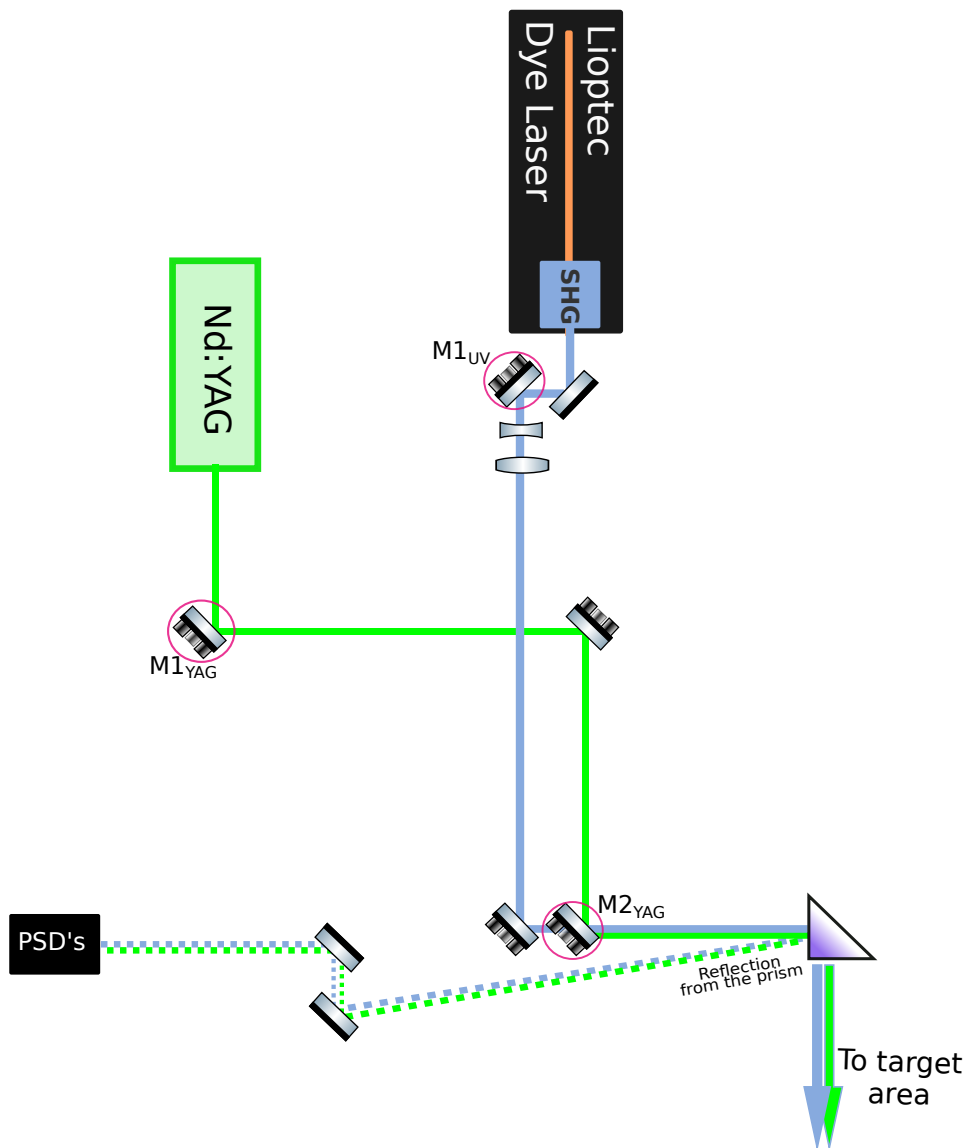 Lioptec
Dye Laser
SHG
Nd:YAG
M1UV
M1YAG
M2YAG
PSD's
Reflection
from the prism
To target
area